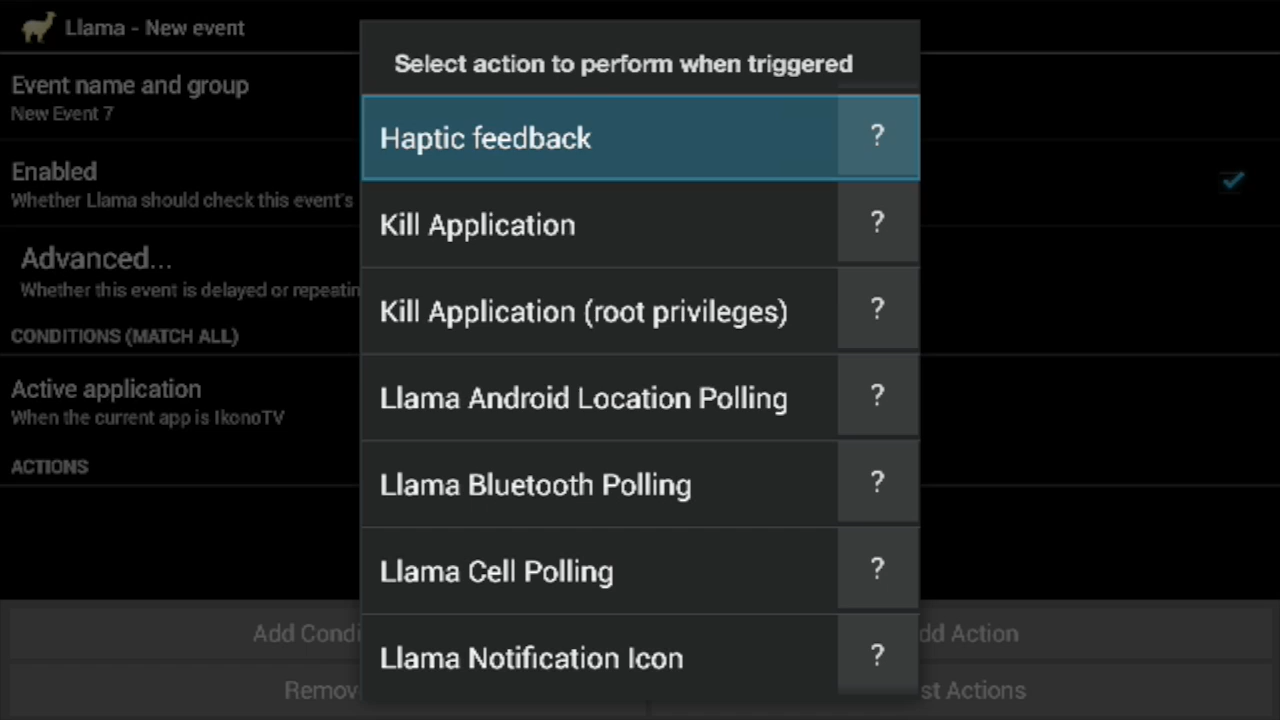 Llama - New event
Event name and group
New Event 7
Enabled
Whether Llama should check this event's
Advanced...
Whether this event is delayed or repeatin
CONDITIONS (MATCH ALL)
Active application
When the current app is IkonoTV
ACTIONS
Add Condi
dd Action
Remov
st Actions
Select action to perform when triggered
Haptic feedback ?
Kill Application ?
Kill Application (root privileges) ?
Llama Android Location Polling ?
Llama Bluetooth Polling ?
Llama Cell Polling ?
Llama Notification Icon ?